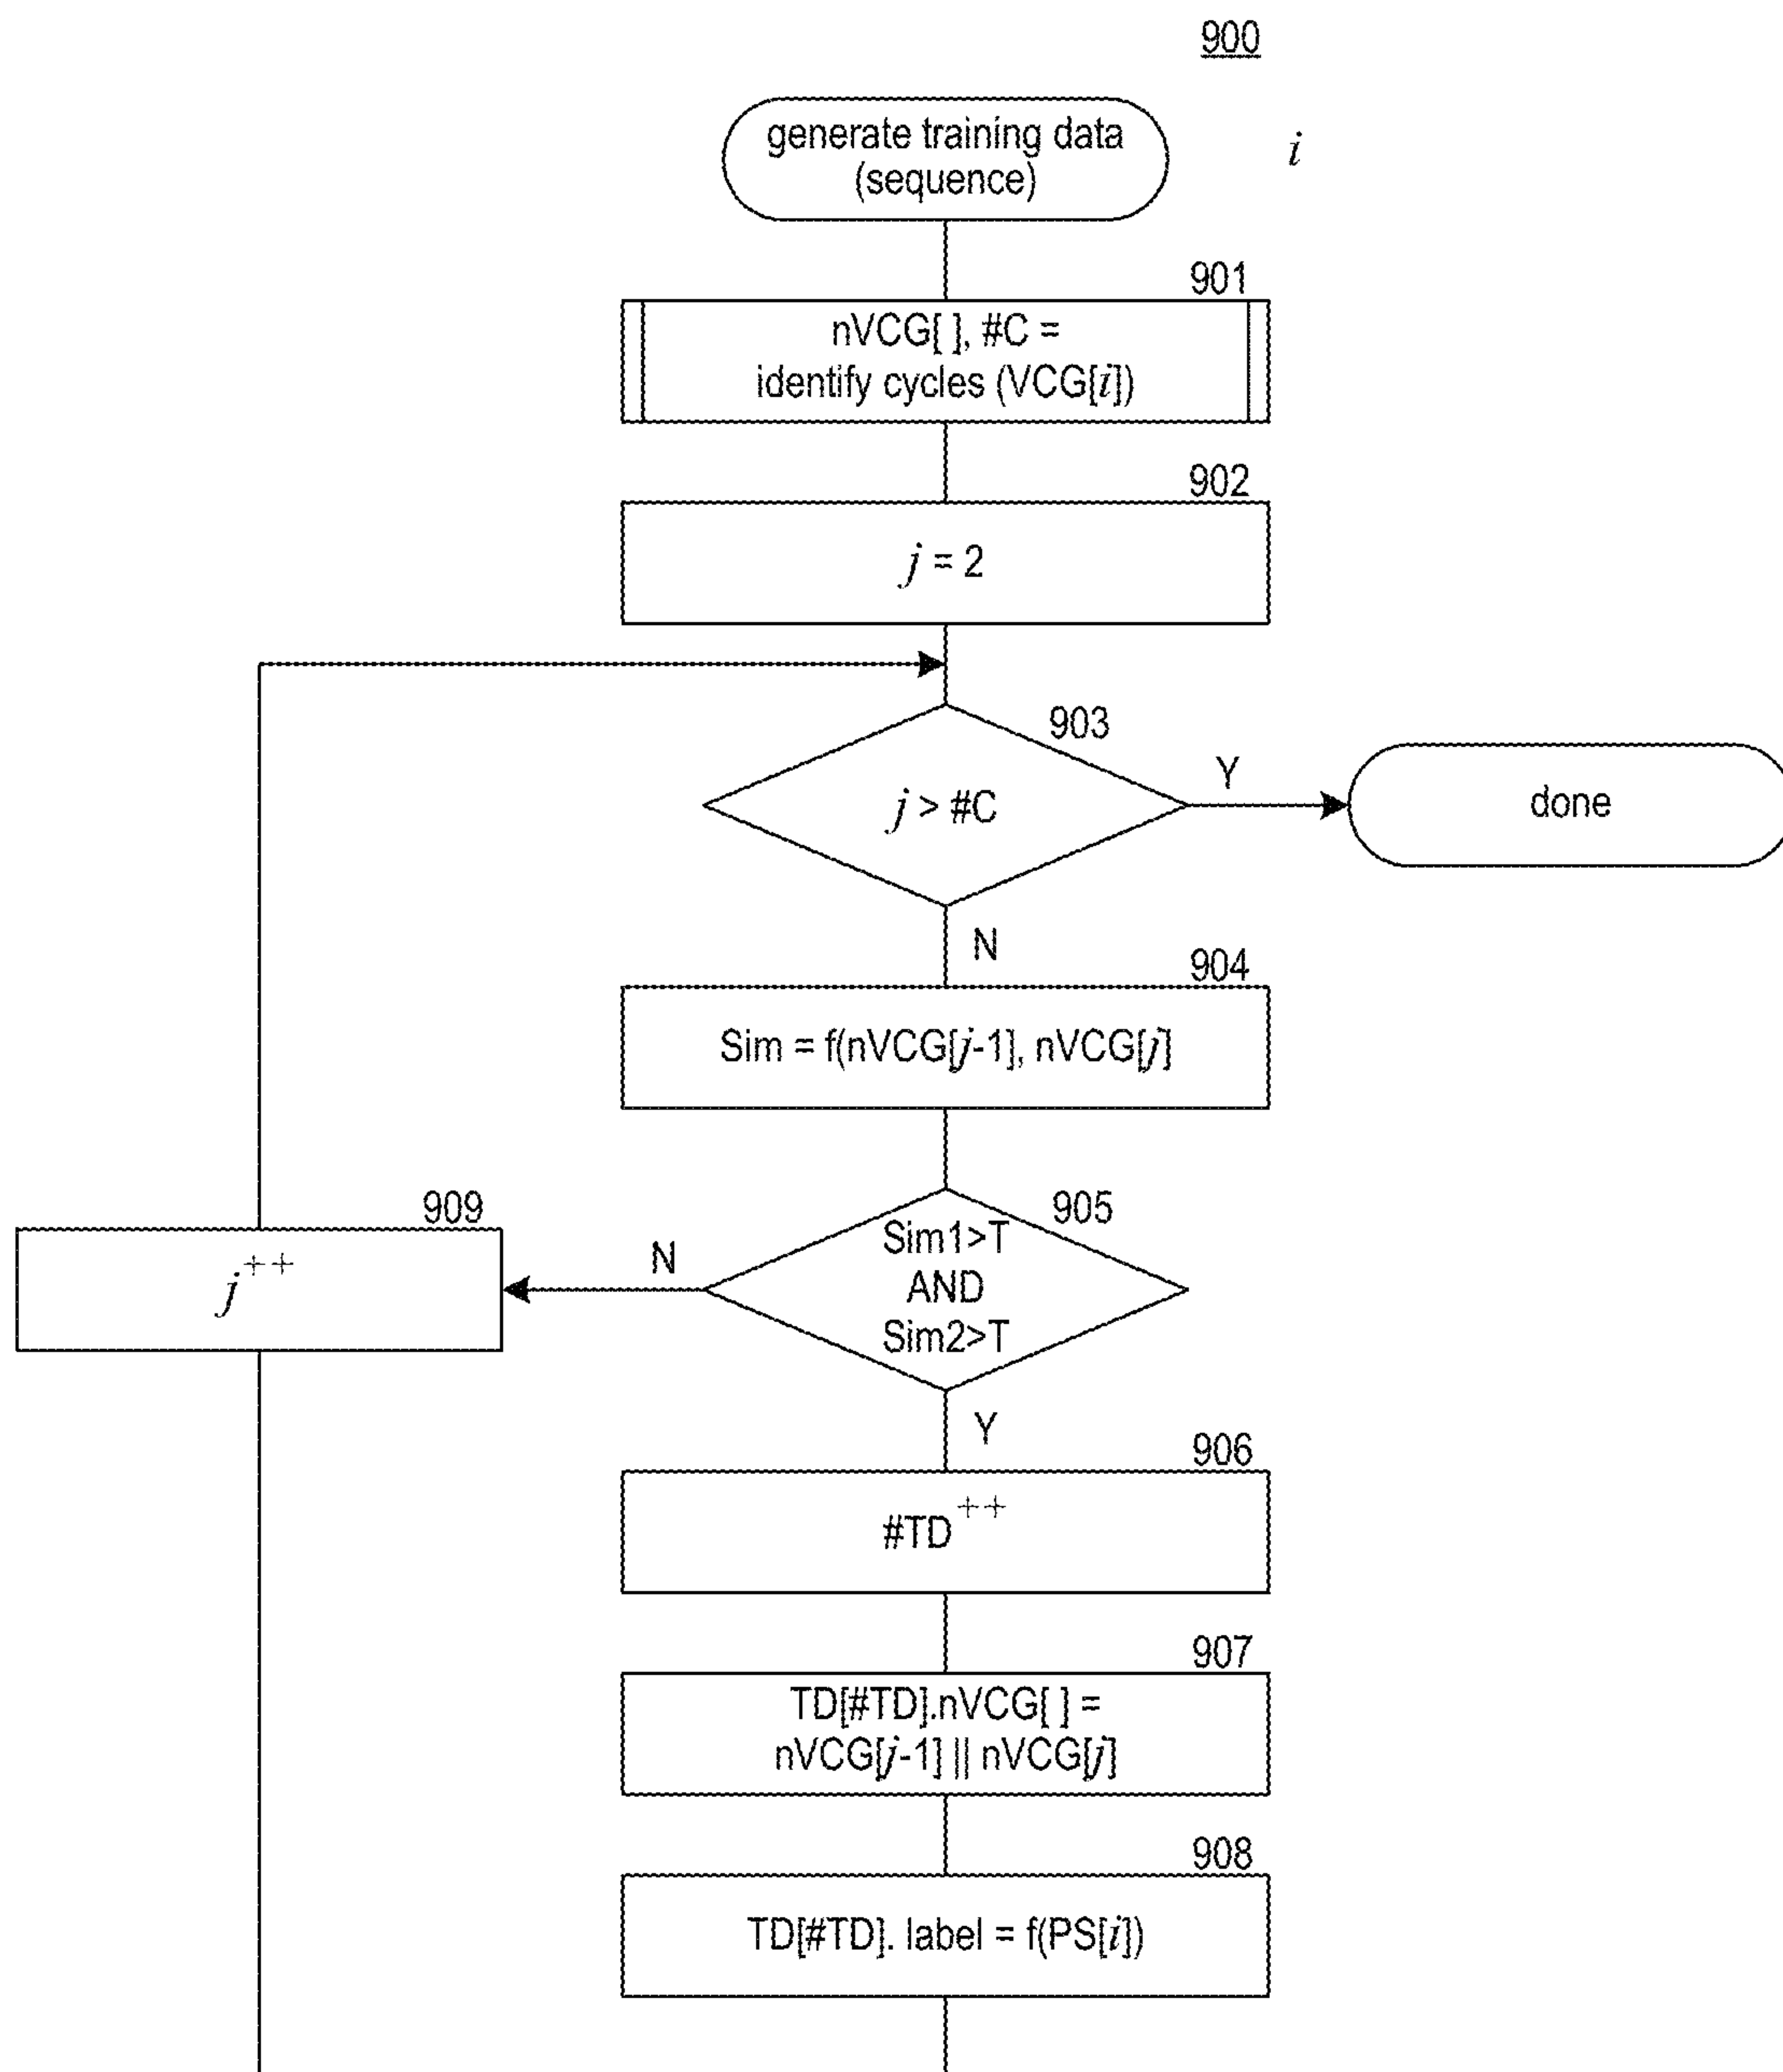 900
generate training data
(sequence)
i
901
nVCG[ ], #C =
identify cycles (VCG[i])
902
j = 2
903
j > #C
Y
done
N
904
Sim = f(nVCG[j-1], nVCG[j]
905
Sim1>T
AND
Sim2>T
N
909
j++
Y
906
#TD++
907
TD[#TD].nVCG[ ] =
nVCG[j-1] || nVCG[j]
908
TD[#TD]. label = f(PS[i])